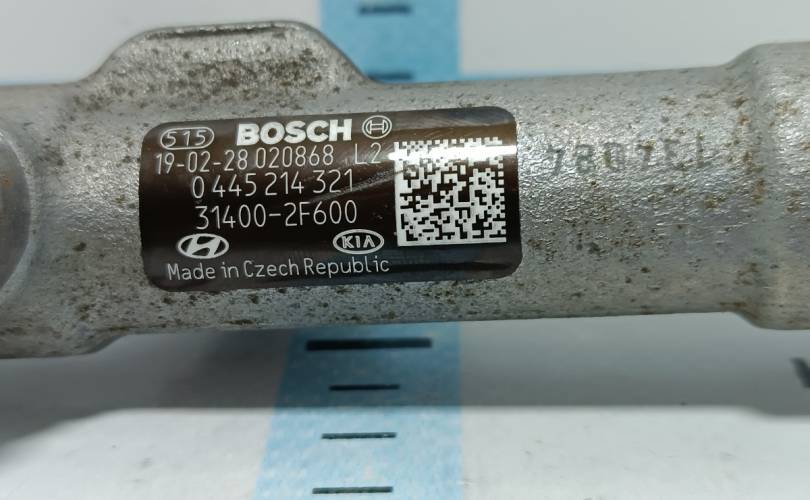 515 BOSCH
19-02-28 020868 L2
0 445 214 321
31400-2F600
KIA
Made in Czech Republic